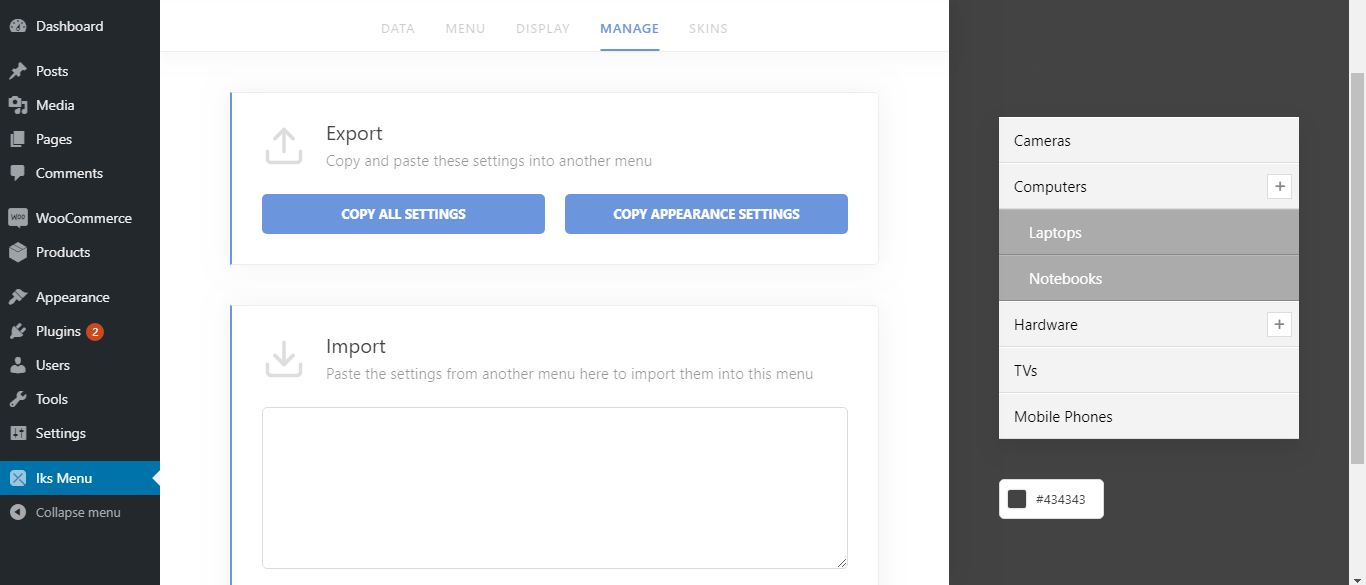 Dashboard
Posts
Media
Pages
Comments
WOO WooCommerce
Products
Appearance
Plugins 2
Users
Tools
Settings
Iks Menu
Collapse menu
DATA MENU DISPLAY MANAGE SKINS
Export
Copy and paste these settings into another menu
COPY ALL SETTINGS COPY APPEARANCE SETTINGS
Import
Paste the settings from another menu here to import them into this menu
Cameras
Computers +
Laptops
Notebooks
Hardware +
TVs
Mobile Phones
#434343